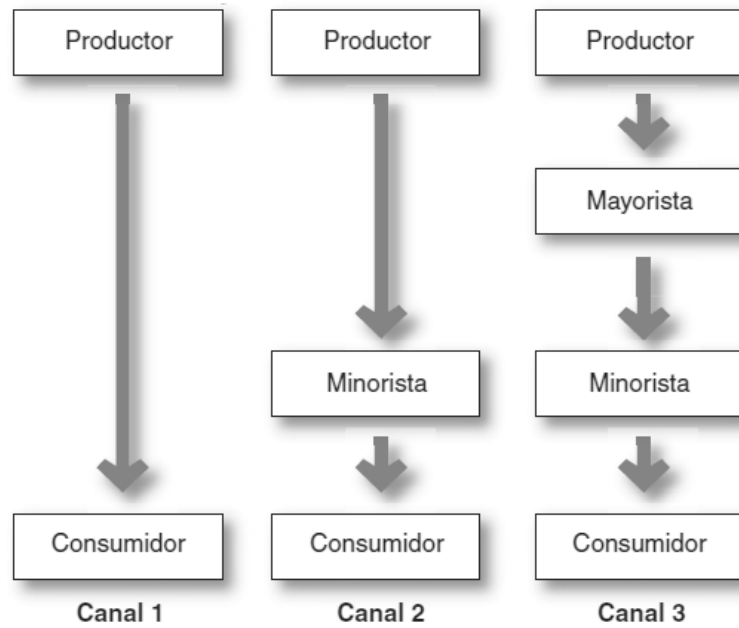 Productor Productor Productor
Mayorista
Minorista Minorista
Consumidor Consumidor Consumidor
Canal 1 Canal 2 Canal 3